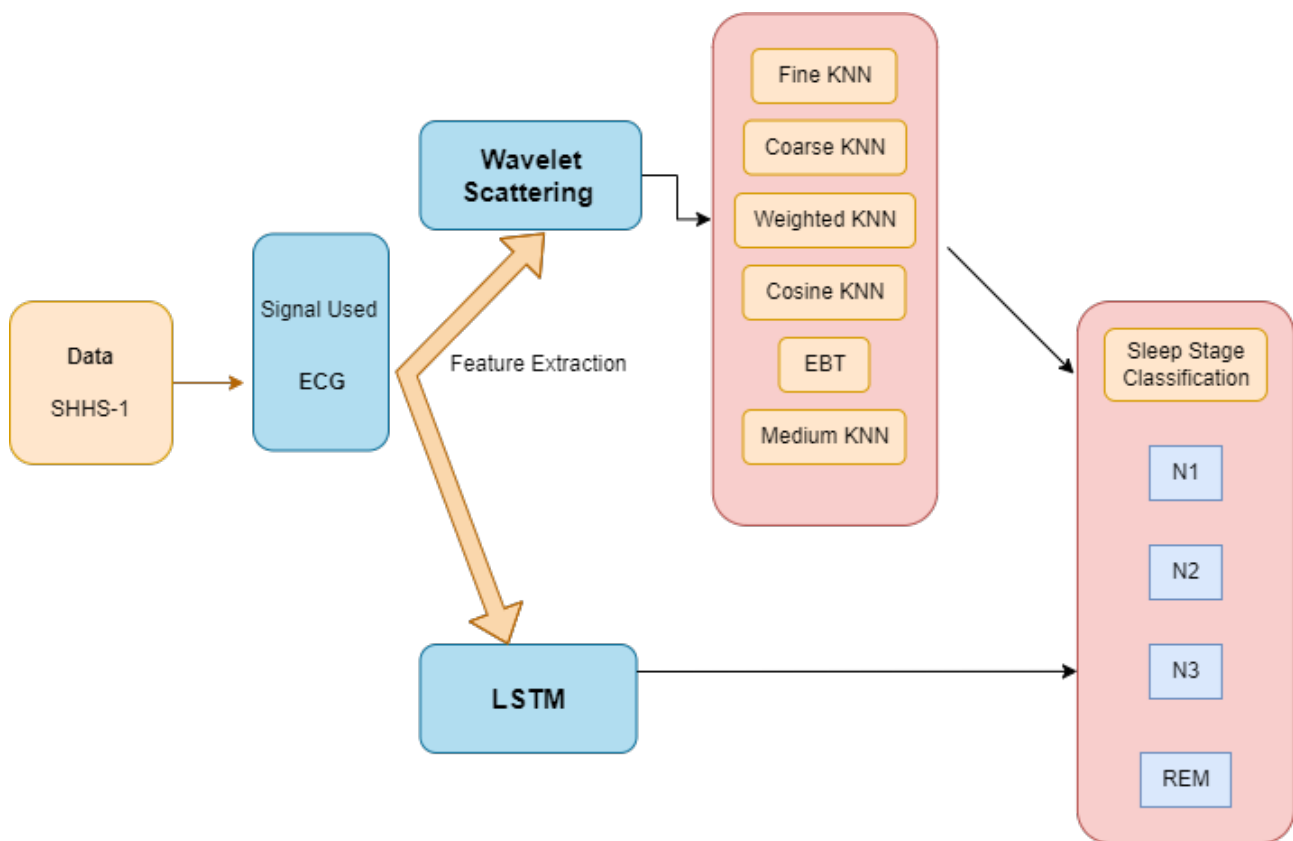 Data
SHHS-1
Signal Used
ECG
Wavelet
Scattering
Feature Extraction
LSTM
Fine KNN
Coarse KNN
Weighted KNN
Cosine KNN
EBT
Medium KNN
Sleep Stage
Classification
N1
N2
N3
REM